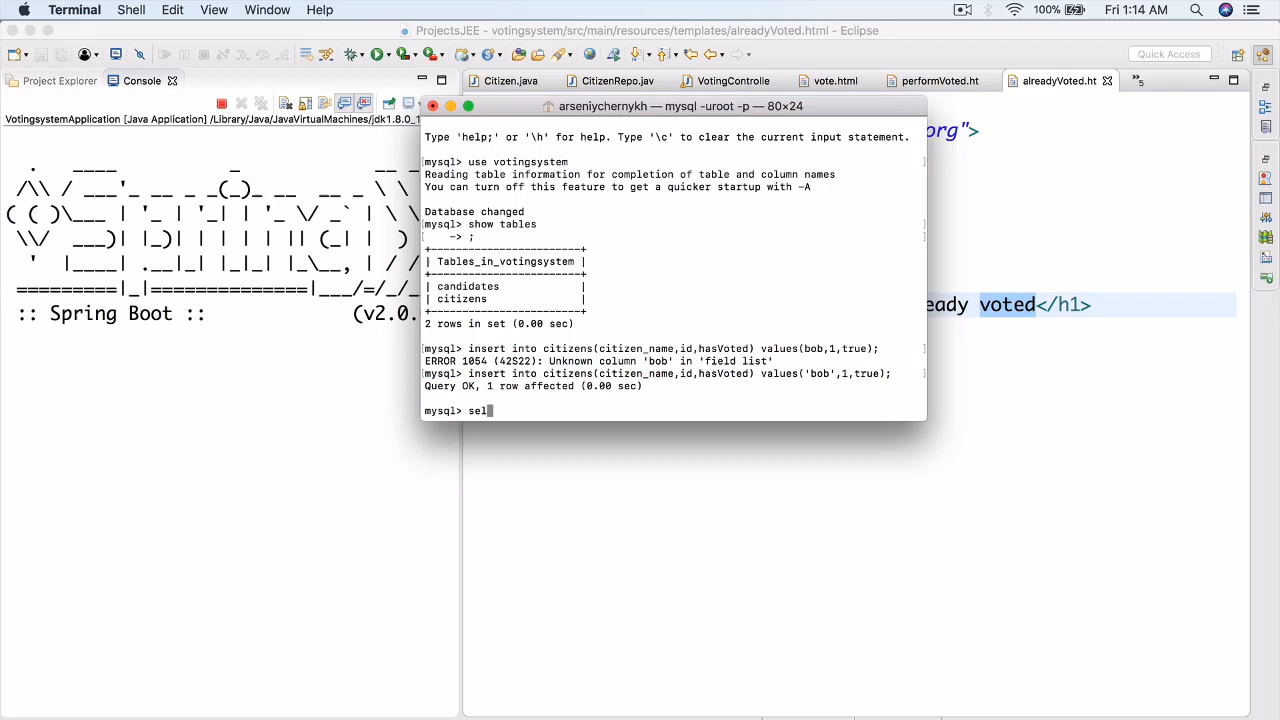 Terminal Shell Edit View Window Help 100% Fri 1:14 AM
ProjectsJEE - votingsystem/src/main/resources/templates/alreadyVoted.html - Eclipse
Quick Access
Project Explorer Console Citizen.java CitizenRepo.jav VotingControlle vote.html performVoted.ht alreadyVoted.ht 5
VotingsystemApplication [Java Application] /Library/Java/JavaVirtualMachines/jdk1.8.0_1
arseniychernykh — mysql -uroot -p — 80×24
org">
eady voted</h1>
:: Spring Boot :: (v2.0.
Type 'help;' or '\h' for help. Type '\c' to clear the current input statement.
mysql> use votingsystem
Reading table information for completion of table and column names
You can turn off this feature to get a quicker startup with -A
Database changed
mysql> show tables
-> ;
+-----------------------+
| Tables_in_votingsystem |
+-----------------------+
| candidates |
| citizens |
+-----------------------+
2 rows in set (0.00 sec)
mysql> insert into citizens(citizen_name,id,hasVoted) values(bob,1,true);
ERROR 1054 (42S22): Unknown column 'bob' in 'field list'
mysql> insert into citizens(citizen_name,id,hasVoted) values('bob',1,true);
Query OK, 1 row affected (0.00 sec)
mysql> sel